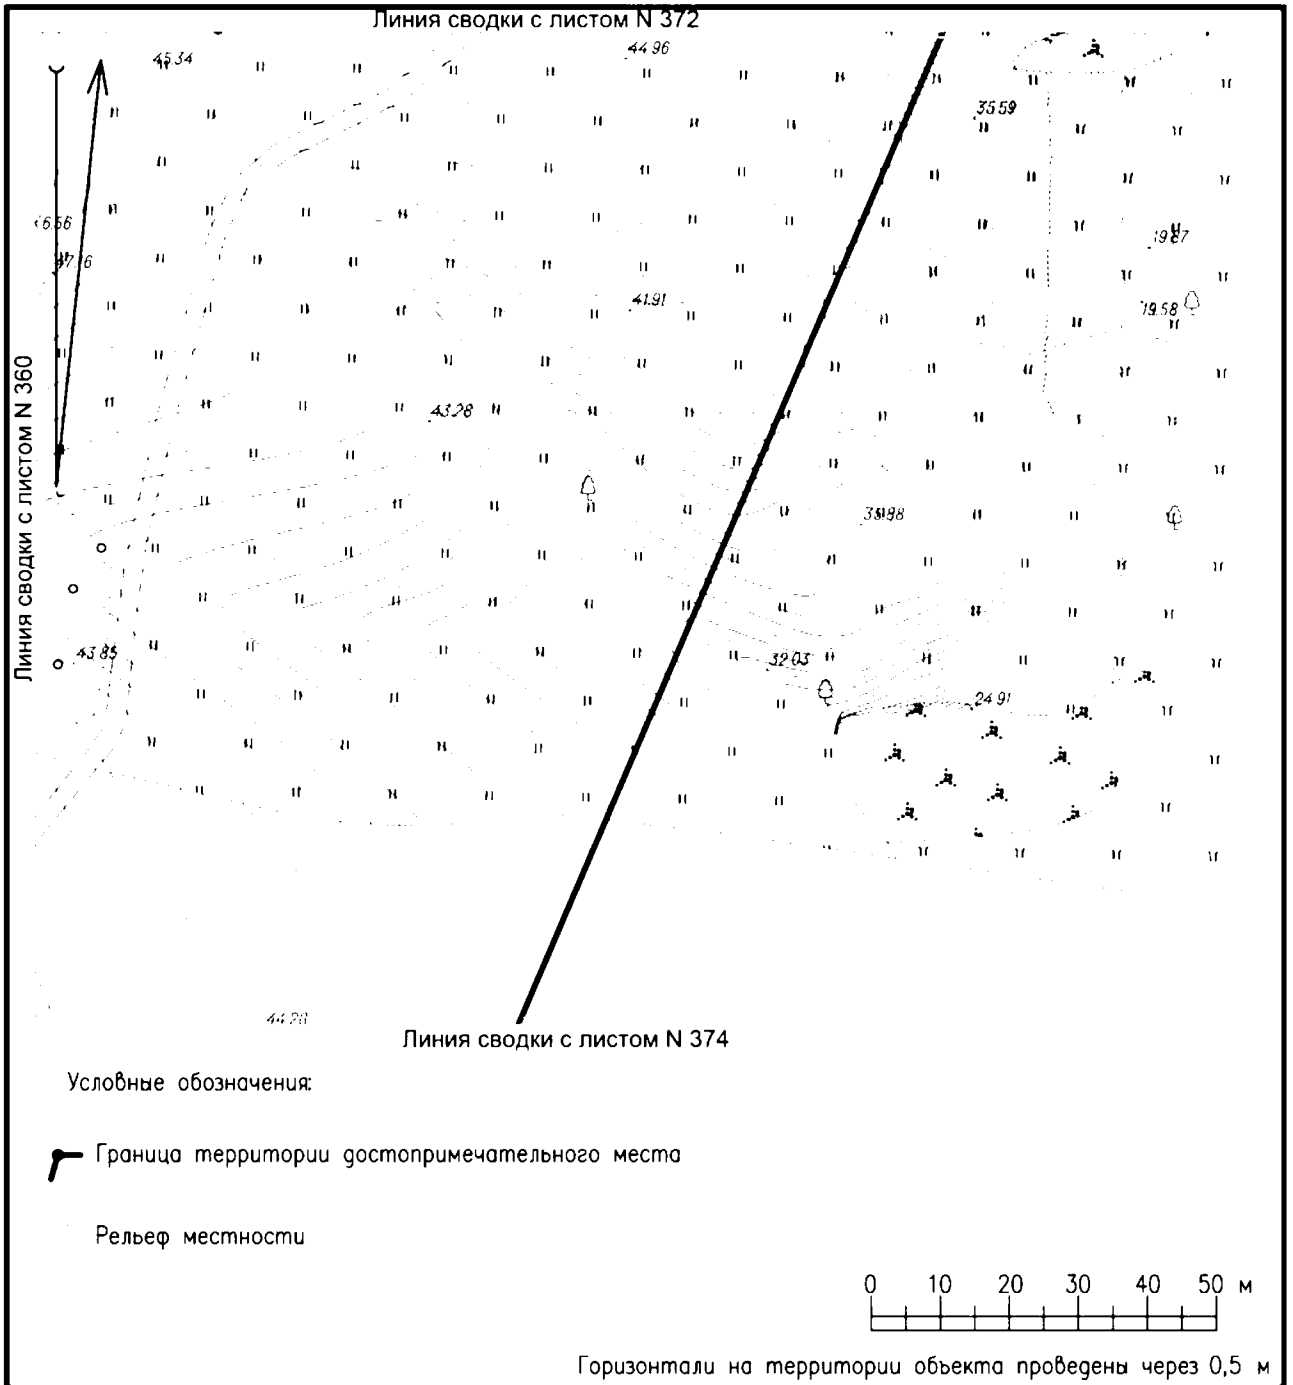 Линия сводки с листом N 372
45.34
44.96
35.59
19.87
41.91
19.58
Линия сводки с листом N 360
43.28
43.85
32.03
24.91
44.20
Линия сводки с листом N 374
Условные обозначения:
Граница территории достопримечательного места
Рельеф местности
0 10 20 30 40 50 м
Горизонтали на территории объекта проведены через 0,5 м